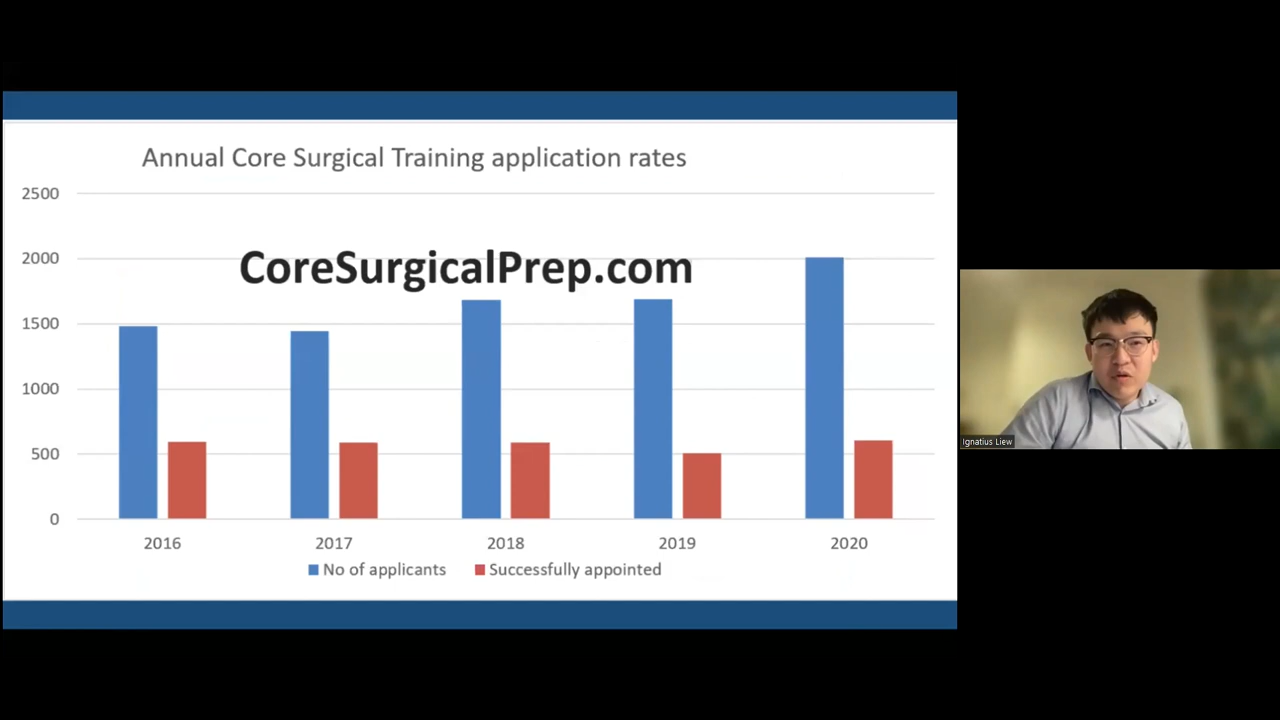 Annual Core Surgical Training application rates
2500
2000
CoreSurgicalPrep.com
1500
1000
500
0
2016 2017 2018 2019 2020
No of applicants Successfully appointed
Ignatius Liew